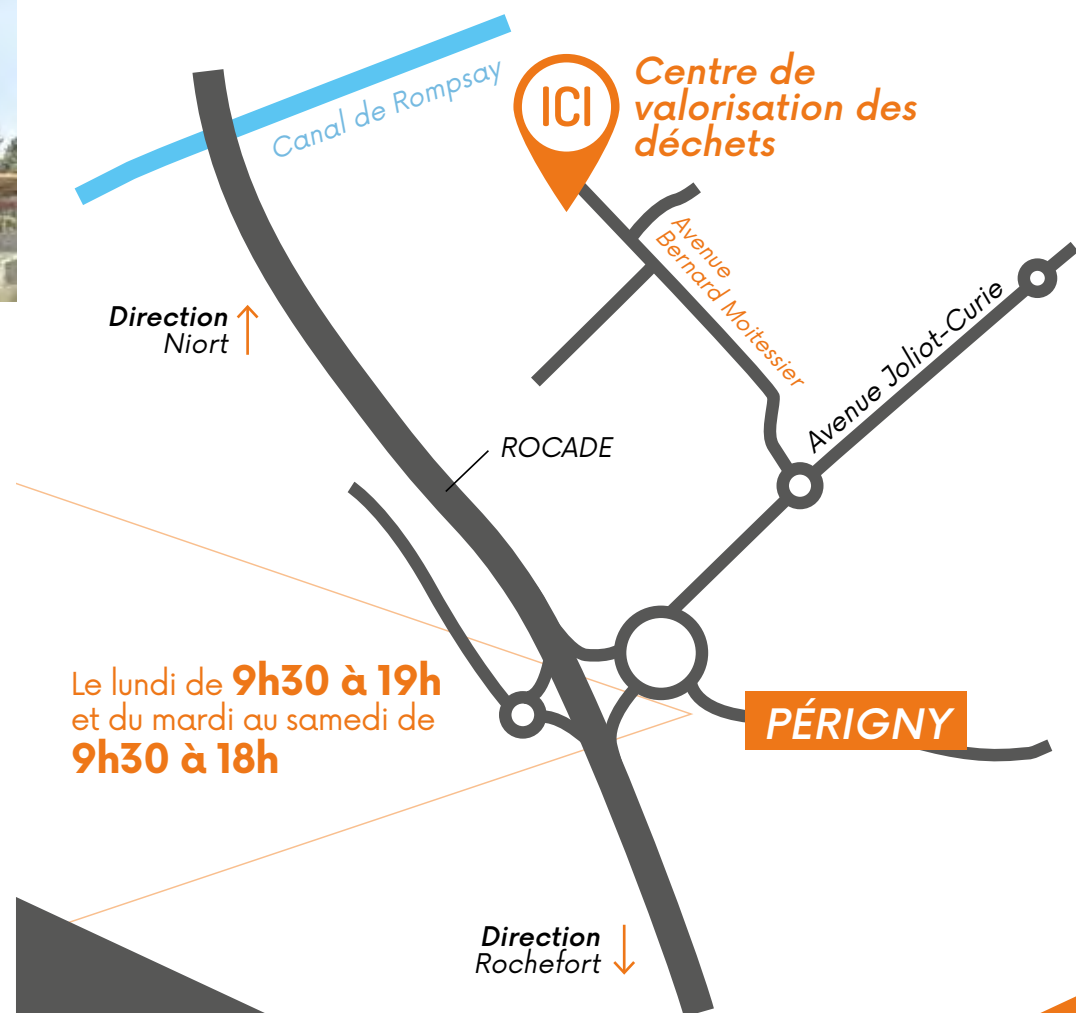 Canal de Rompsay
ICI
Centre de
valorisation des
déchets
Avenue
Bernard Moitessier
Avenue Joliot-Curie
Direction
Niort
ROCADE
Le lundi de 9h30 à 19h
et du mardi au samedi de
9h30 à 18h
PÉRIGNY
Direction
Rochefort